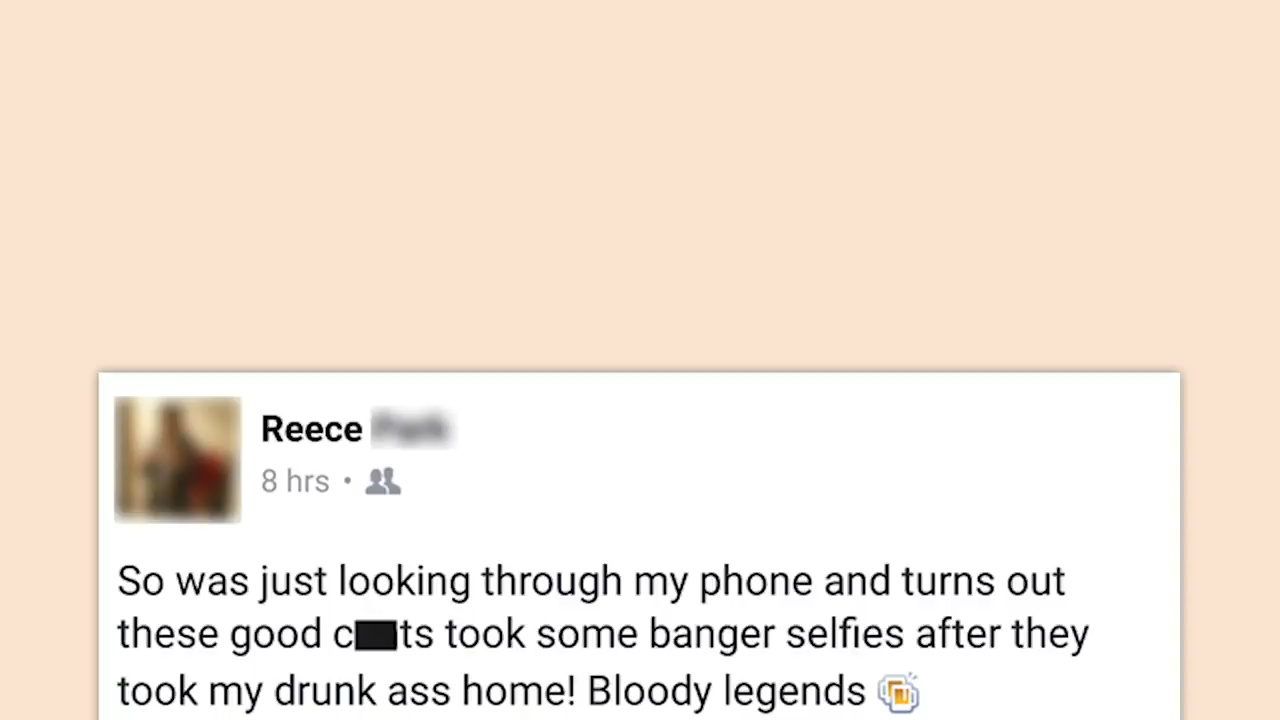 Reece
8 hrs •
So was just looking through my phone and turns out
these good c██ts took some banger selfies after they
took my drunk ass home! Bloody legends 🍻